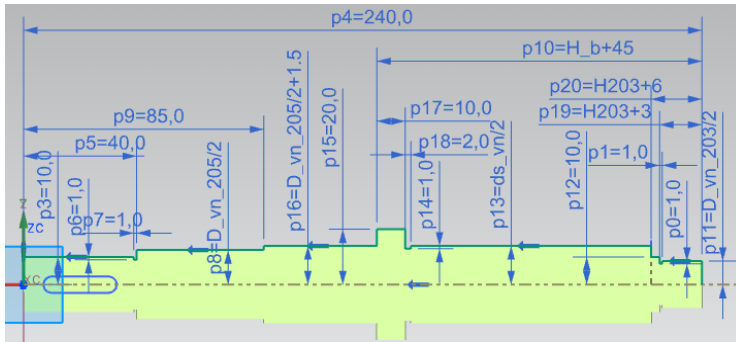 p4=240,0
p10=H_b+45
p20=H203+6
p9=85,0
p17=10,0
p19=H203+3
p5=40,0
p18=2,0
p1=1,0
p3=10,0
p6=1,0
p7=1,0
p8=D_vn_205/2
p16=D_vn_205/2+1.5
p15=20,0
p14=1,0
p13=ds_vn/2
p12=10,0
p0=1,0
p11=D_vn_203/2
Z
ZC
XC